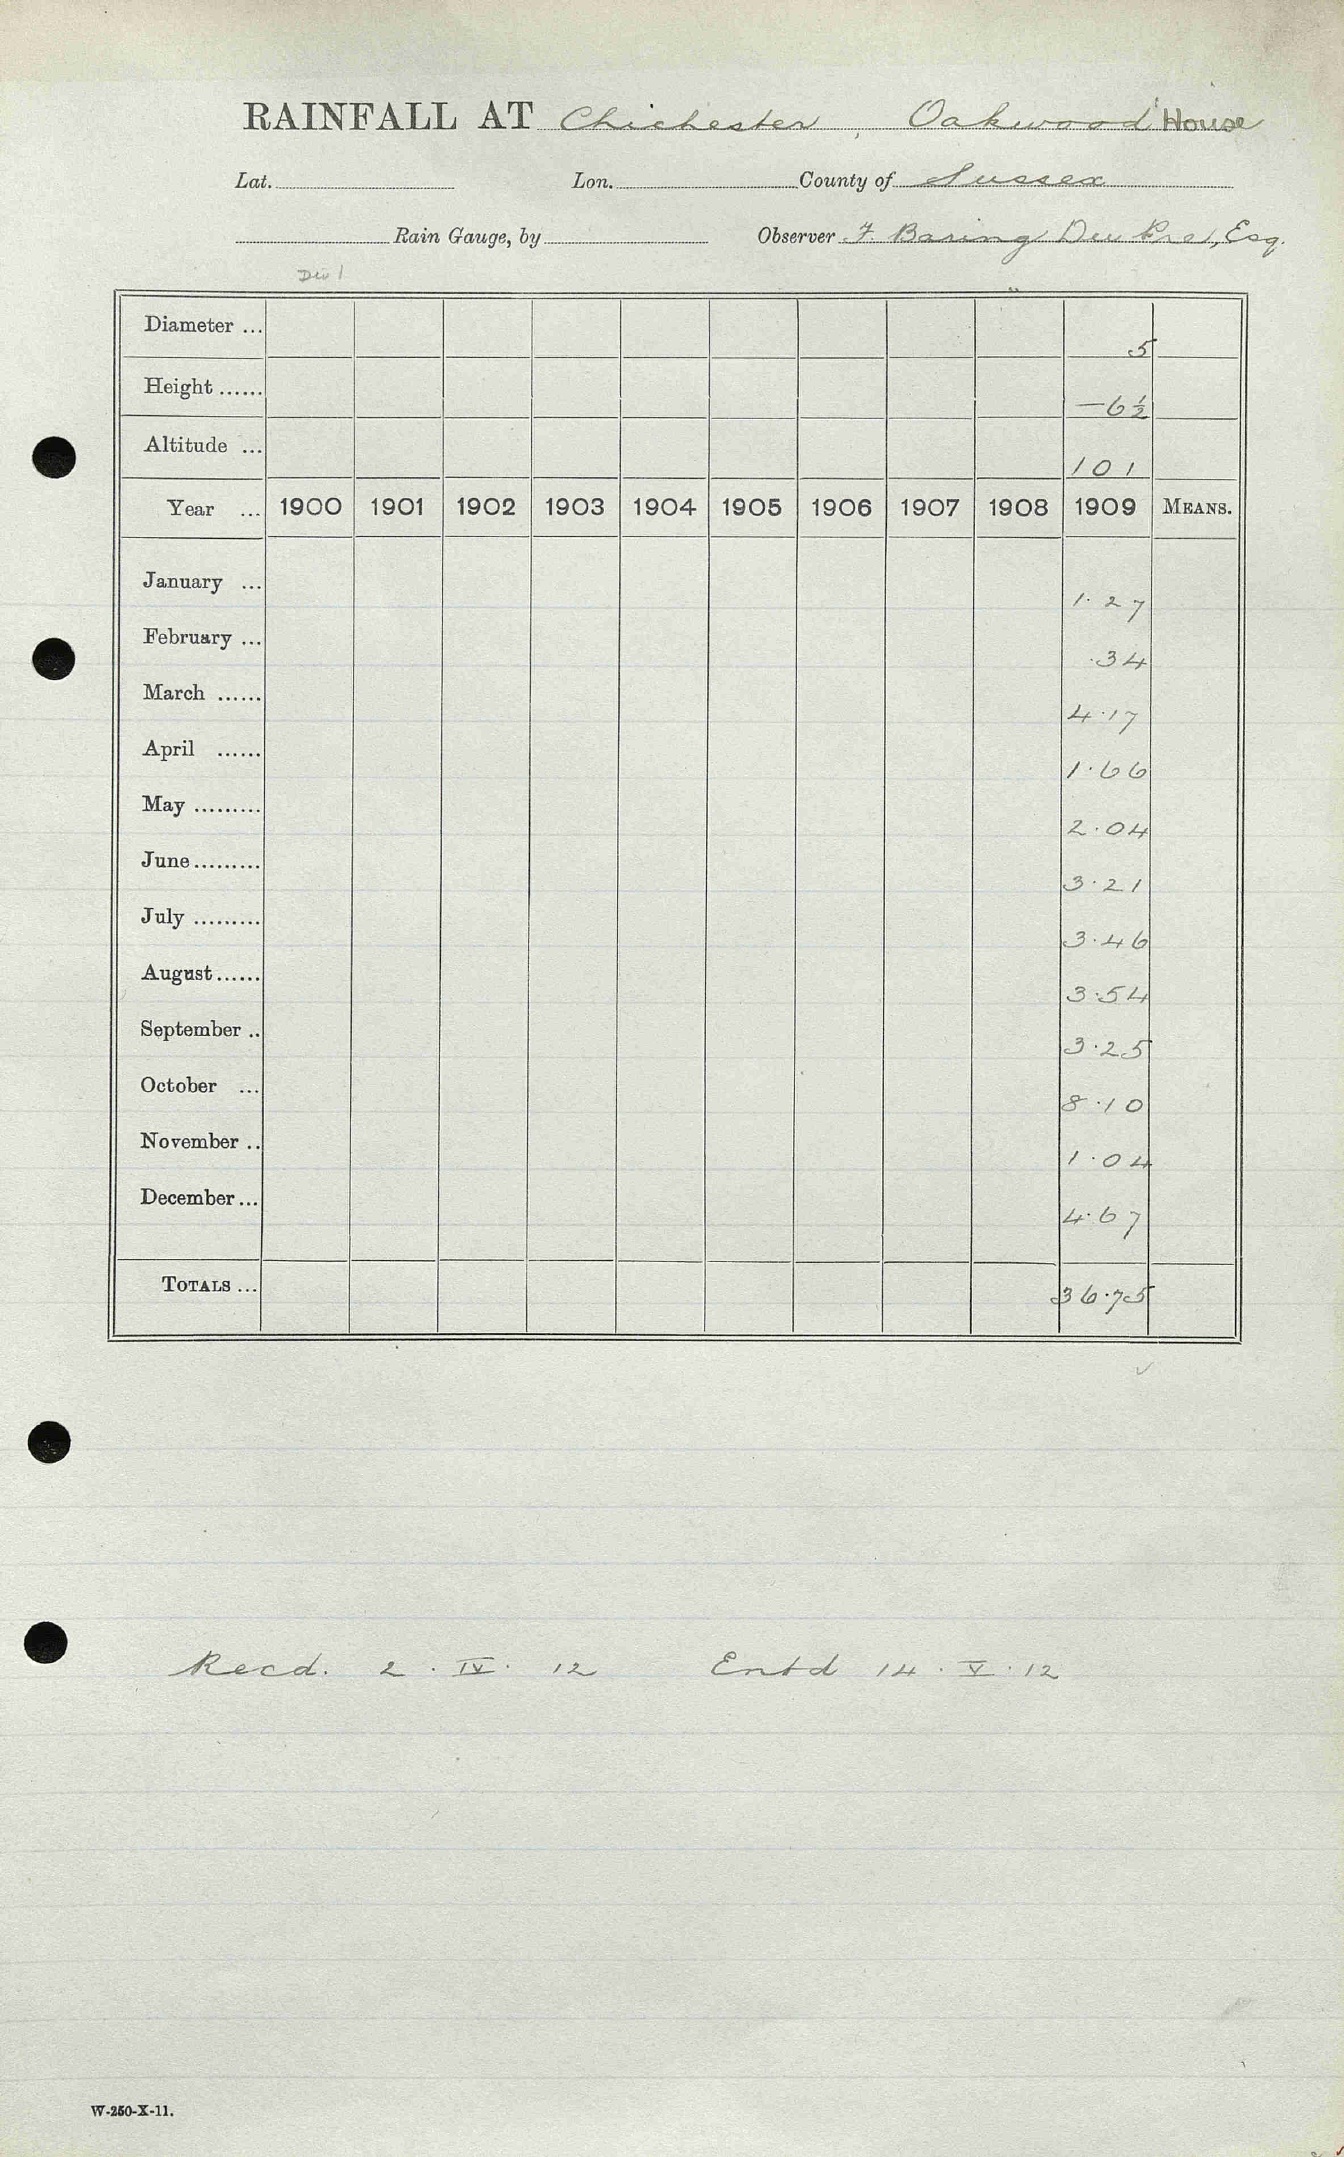 RAINFALL AT Chichester, Oakwood House
Lat. Lon. County of Sussex
Rain Gauge, by Observer F. Baring Du Pre, Esq.
Div 1
Diameter ... 5
Height ...... —6½
Altitude ... 101
Year ... 1900 1901 1902 1903 1904 1905 1906 1907 1908 1909 MEANS.
January ... 1.27
February ... .34
March ...... 4.17
April ...... 1.66
May ......... 2.04
June ......... 3.21
July ......... 3.46
August ...... 3.54
September .. 3.25
October ... 8.10
November .. 1.04
December ... 4.67
TOTALS ... 36.75
Recd. 2.IV.12 Entd 14.V.12
W-250-X-11.